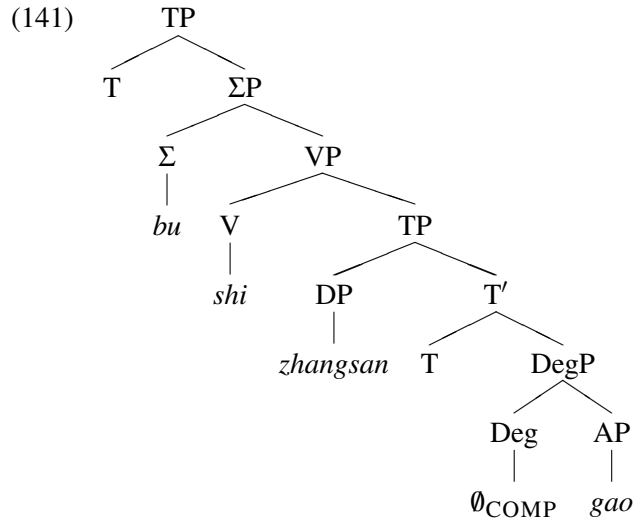 (141) TP
T ΣP
Σ VP
bu V TP
shi DP T′
zhangsan T DegP
Deg AP
∅COMP gao